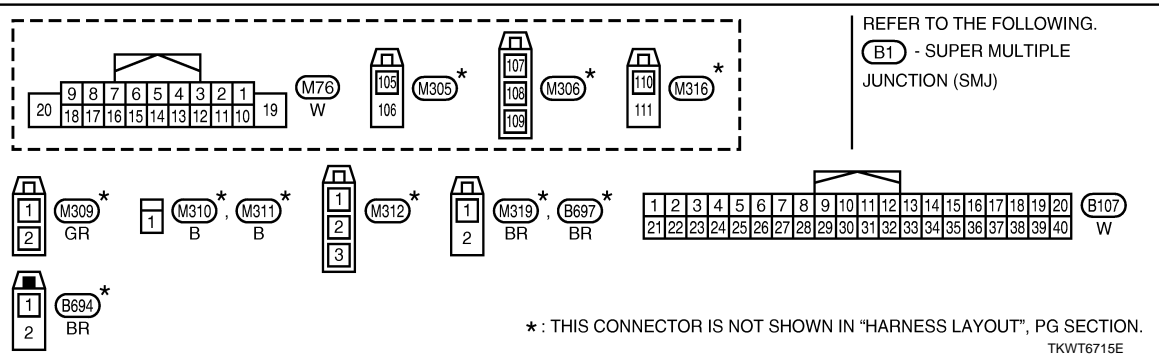 REFER TO THE FOLLOWING.
B1 - SUPER MULTIPLE
JUNCTION (SMJ)
9 8 7 6 5 4 3 2 1
20 18 17 16 15 14 13 12 11 10 19
M76
W
105
106
M305 *
107
108
109
M306 *
110
111
M316 *
1
2
M309 *
GR
1
M310 * , M311 *
B B
1
2
3
M312 *
1
2
M319 * , B697 *
BR BR
1 2 3 4 5 6 7 8 9 10 11 12 13 14 15 16 17 18 19 20
21 22 23 24 25 26 27 28 29 30 31 32 33 34 35 36 37 38 39 40
B107
W
1
2
B694 *
BR
* : THIS CONNECTOR IS NOT SHOWN IN “HARNESS LAYOUT”, PG SECTION.
TKWT6715E